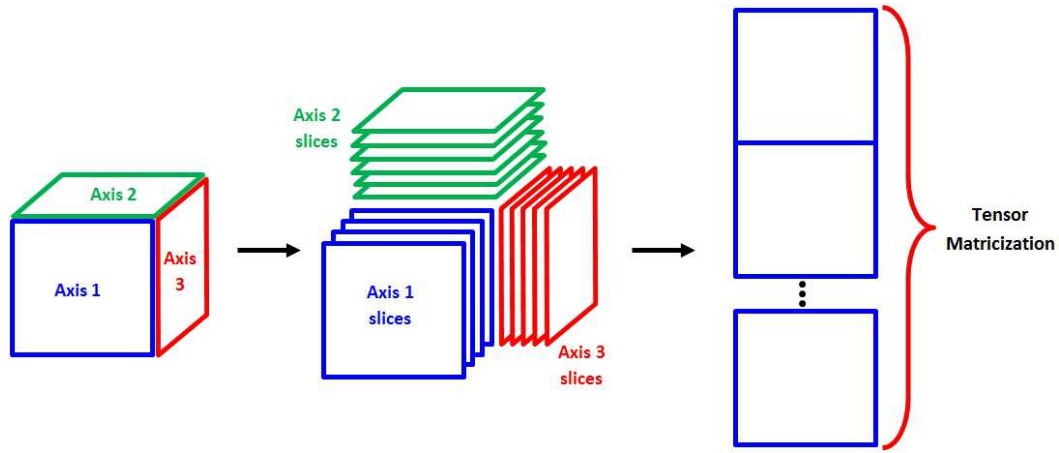 Axis 2
Axis 1
Axis
3
Axis 2
slices
Axis 1
slices
Axis 3
slices
Tensor
Matricization